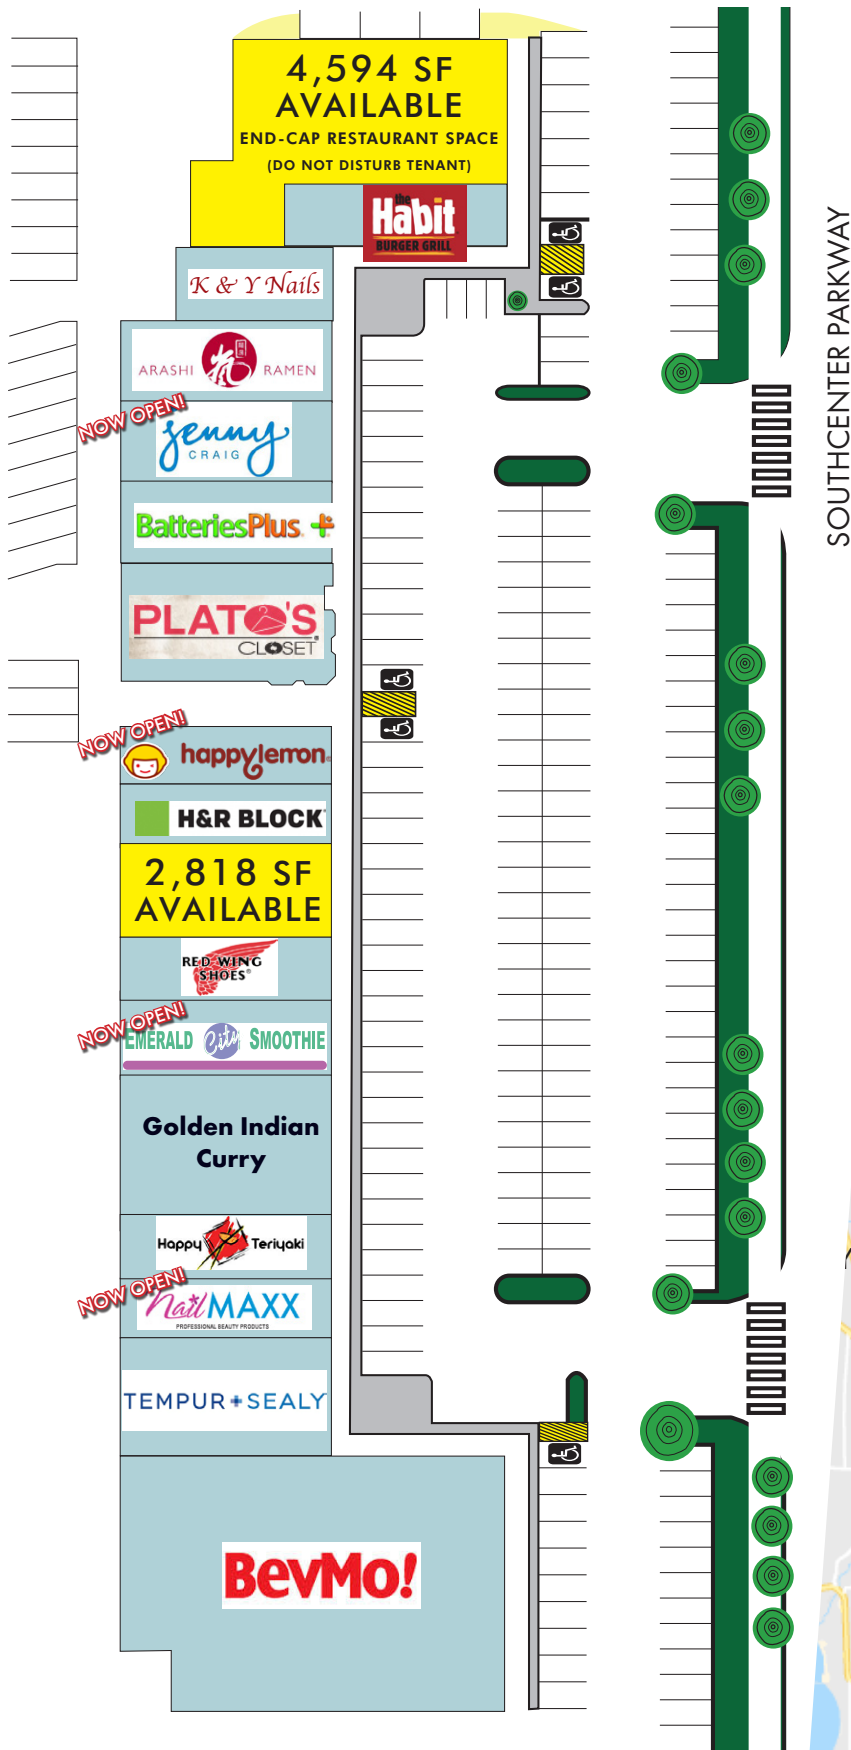 4,594 SF
AVAILABLE
END-CAP RESTAURANT SPACE
(DO NOT DISTURB TENANT)
the
Habit
BURGER GRILL
K & Y Nails
ARASHI RAMEN
NOW OPEN!
Jenny
CRAIG
BatteriesPlus +
PLATO'S
CLOSET
NOW OPEN!
happylemon
H&R BLOCK
2,818 SF
AVAILABLE
RED WING
SHOES®
NOW OPEN!
EMERALD City SMOOTHIE
Golden Indian
Curry
Happy Teriyaki
NOW OPEN!
Nail MAXX
PROFESSIONAL BEAUTY PRODUCTS
TEMPUR+SEALY
BevMo!
SOUTHCENTER PARKWAY